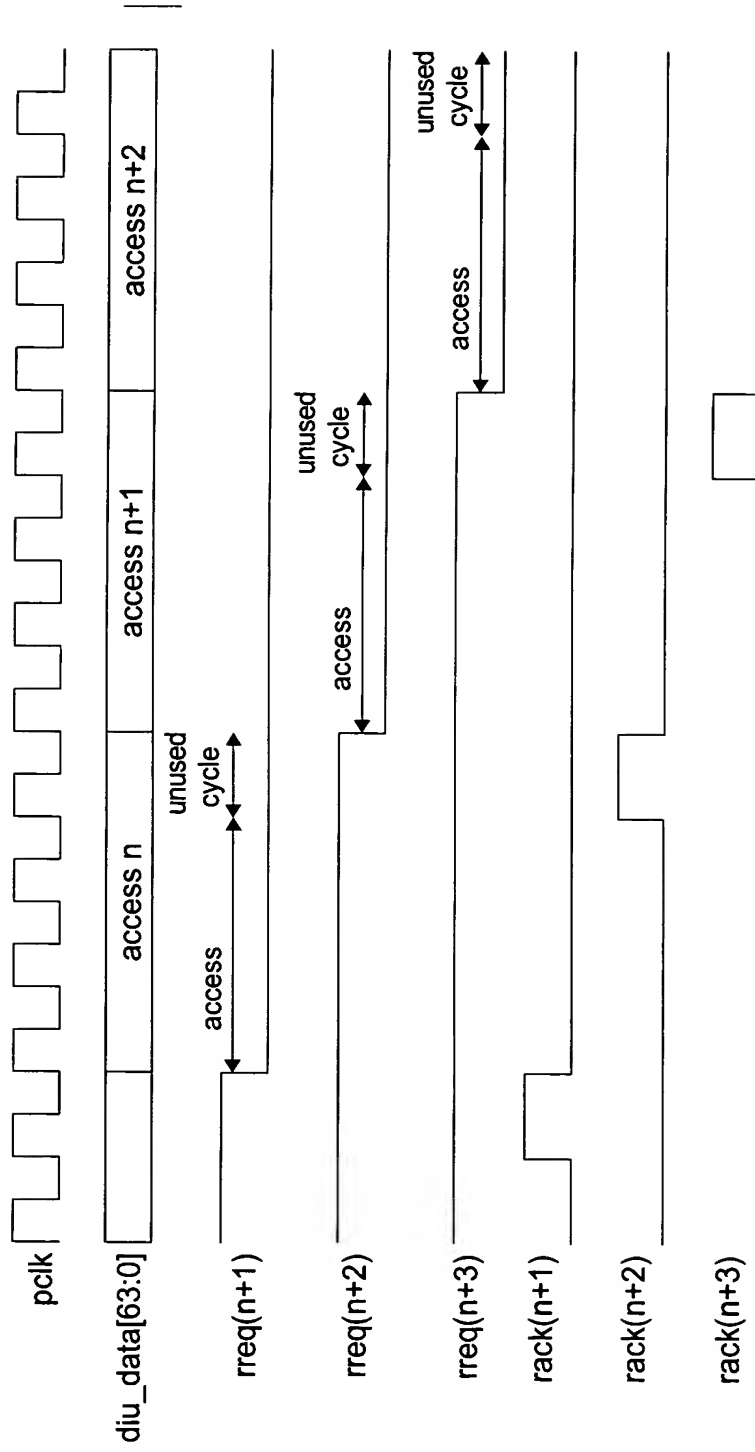 pclk
diu_data[63:0]
access n
access n+1
access n+2
rreq(n+1)
access
unused
cycle
rreq(n+2)
access
unused
cycle
rreq(n+3)
access
unused
cycle
rack(n+1)
rack(n+2)
rack(n+3)